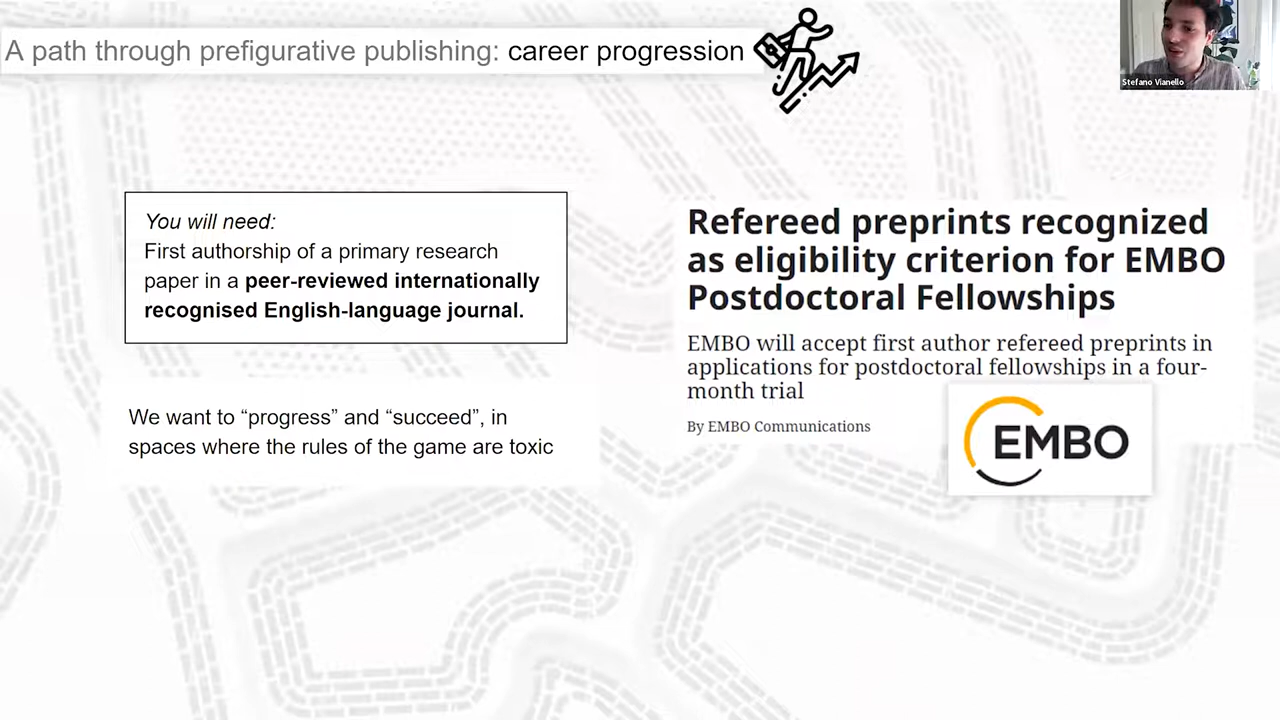 A path through prefigurative publishing: career progression
Stefano Vianello
You will need:
First authorship of a primary research
paper in a peer-reviewed internationally
recognised English-language journal.
We want to “progress” and “succeed”, in
spaces where the rules of the game are toxic
Refereed preprints recognized
as eligibility criterion for EMBO
Postdoctoral Fellowships
EMBO will accept first author refereed preprints in
applications for postdoctoral fellowships in a four-
month trial
By EMBO Communications
EMBO